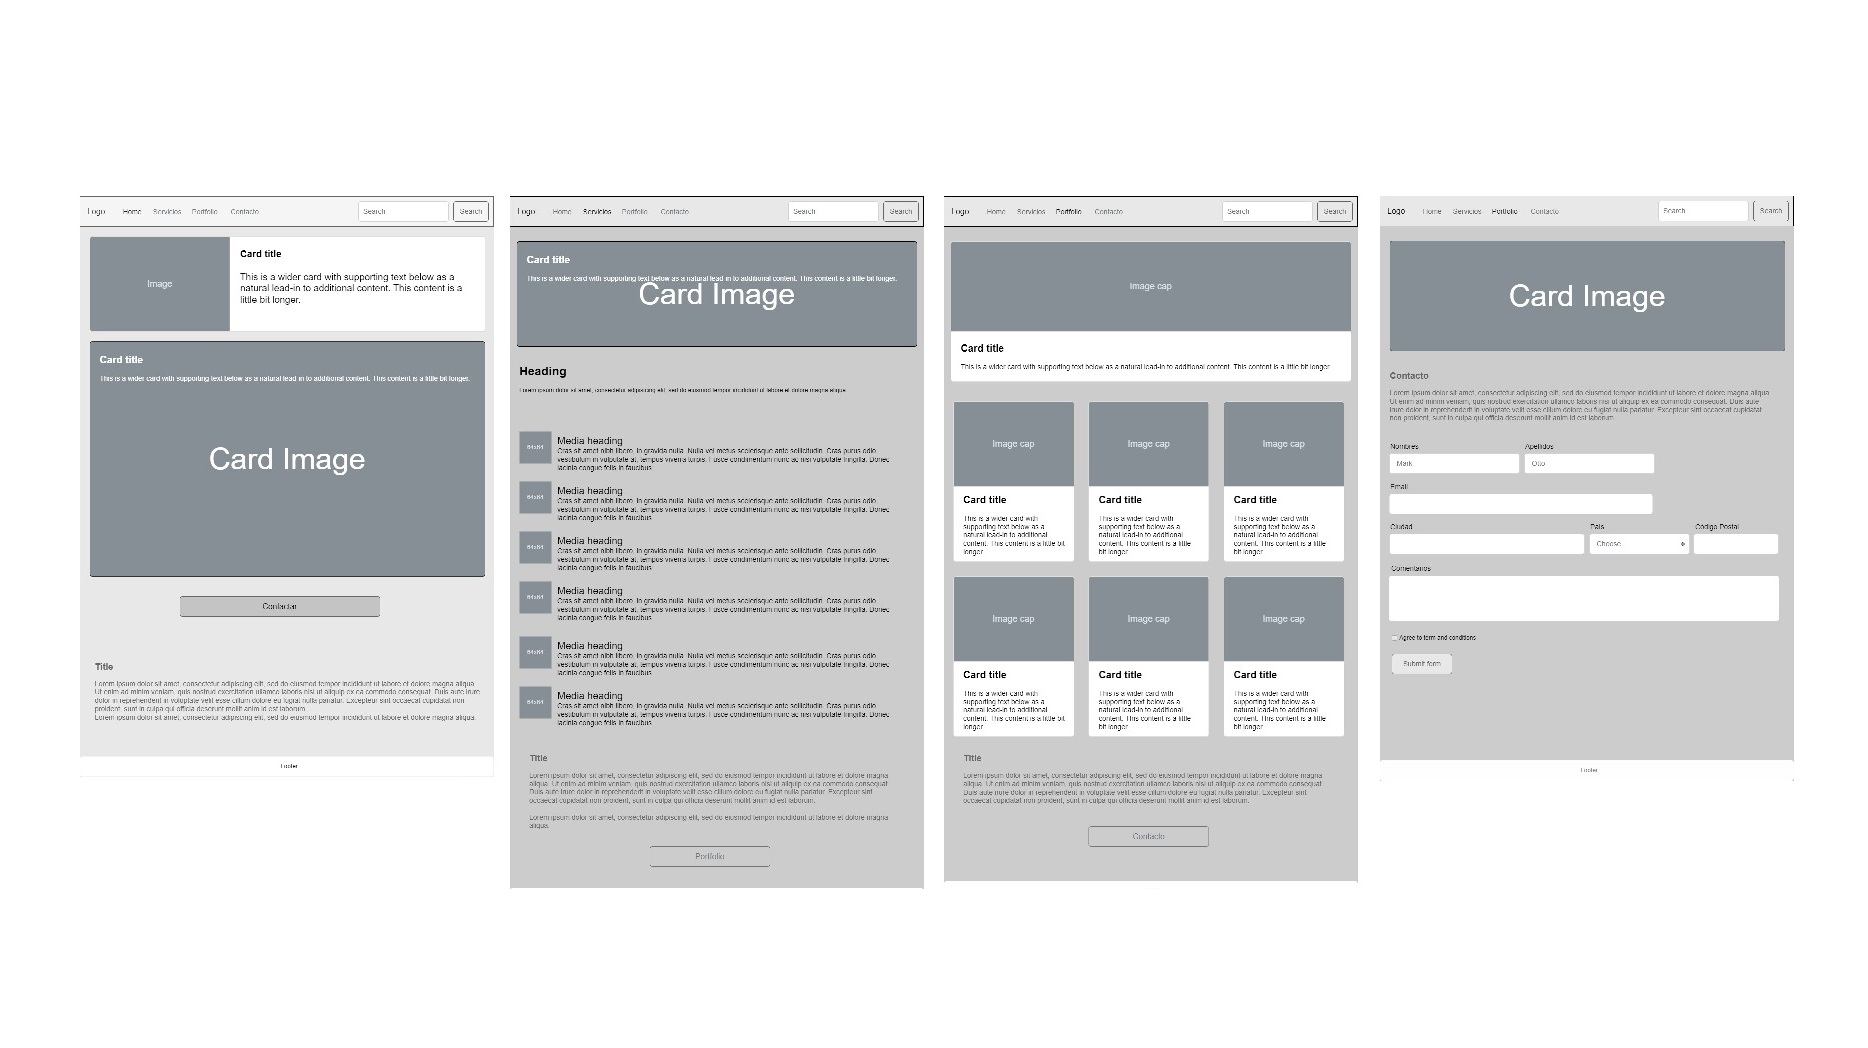 Logo Home Servicios Portfolio Contacto Search Search
Image
Card title
This is a wider card with supporting text below as a
natural lead-in to additional content. This content is a
little bit longer.
Card title
This is a wider card with supporting text below as a natural lead in to additional content. This content is a little bit longer.
Card Image
Contactar
Title
Lorem ipsum dolor sit amet, consectetur adipiscing elit, sed do eiusmod tempor incididunt ut labore et dolore magna aliqua.
Ut enim ad minim veniam, quis nostrud exercitation ullamco laboris nisi ut aliquip ex ea commodo consequat. Duis aute irure
dolor in reprehenderit in voluptate velit esse cillum dolore eu fugiat nulla pariatur. Excepteur sint occaecat cupidatat non
proident, sunt in culpa qui officia deserunt mollit anim id est laborum.
Lorem ipsum dolor sit amet, consectetur adipiscing elit, sed do eiusmod tempor incididunt ut labore et dolore magna aliqua.
Footer
Logo Home Servicios Portfolio Contacto Search Search
Card title
This is a wider card with supporting text below as a natural lead in to additional content. This content is a little bit longer.
Card Image
Heading
Lorem ipsum dolor sit amet, consectetur adipisicing elit, sed do eiusmod tempor incididunt ut labore et dolore magna aliqua.
64x64
Media heading
Cras sit amet nibh libero, in gravida nulla. Nulla vel metus scelerisque ante sollicitudin. Cras purus odio,
vestibulum in vulputate at, tempus viverra turpis. Fusce condimentum nunc ac nisi vulputate fringilla. Donec
lacinia congue felis in faucibus.
64x64
Media heading
Cras sit amet nibh libero, in gravida nulla. Nulla vel metus scelerisque ante sollicitudin. Cras purus odio,
vestibulum in vulputate at, tempus viverra turpis. Fusce condimentum nunc ac nisi vulputate fringilla. Donec
lacinia congue felis in faucibus.
64x64
Media heading
Cras sit amet nibh libero, in gravida nulla. Nulla vel metus scelerisque ante sollicitudin. Cras purus odio,
vestibulum in vulputate at, tempus viverra turpis. Fusce condimentum nunc ac nisi vulputate fringilla. Donec
lacinia congue felis in faucibus.
64x64
Media heading
Cras sit amet nibh libero, in gravida nulla. Nulla vel metus scelerisque ante sollicitudin. Cras purus odio,
vestibulum in vulputate at, tempus viverra turpis. Fusce condimentum nunc ac nisi vulputate fringilla. Donec
lacinia congue felis in faucibus.
64x64
Media heading
Cras sit amet nibh libero, in gravida nulla. Nulla vel metus scelerisque ante sollicitudin. Cras purus odio,
vestibulum in vulputate at, tempus viverra turpis. Fusce condimentum nunc ac nisi vulputate fringilla. Donec
lacinia congue felis in faucibus.
64x64
Media heading
Cras sit amet nibh libero, in gravida nulla. Nulla vel metus scelerisque ante sollicitudin. Cras purus odio,
vestibulum in vulputate at, tempus viverra turpis. Fusce condimentum nunc ac nisi vulputate fringilla. Donec
lacinia congue felis in faucibus.
Title
Lorem ipsum dolor sit amet, consectetur adipiscing elit, sed do eiusmod tempor incididunt ut labore et dolore magna
aliqua. Ut enim ad minim veniam, quis nostrud exercitation ullamco laboris nisi ut aliquip ex ea commodo consequat.
Duis aute irure dolor in reprehenderit in voluptate velit esse cillum dolore eu fugiat nulla pariatur. Excepteur sint
occaecat cupidatat non proident, sunt in culpa qui officia deserunt mollit anim id est laborum.
Lorem ipsum dolor sit amet, consectetur adipiscing elit, sed do eiusmod tempor incididunt ut labore et dolore magna
aliqua.
Portfolio
Logo Home Servicios Portfolio Contacto Search Search
Image cap
Card title
This is a wider card with supporting text below as a natural lead-in to additional content. This content is a little bit longer.
Image cap Image cap Image cap
Card title
This is a wider card with
supporting text below as a
natural lead-in to additional
content. This content is a little bit
longer.
Card title
This is a wider card with
supporting text below as a
natural lead-in to additional
content. This content is a little
bit longer.
Card title
This is a wider card with
supporting text below as a
natural lead-in to additional
content. This content is a little
bit longer.
Image cap Image cap Image cap
Card title
This is a wider card with
supporting text below as a
natural lead-in to additional
content. This content is a little
bit longer.
Card title
This is a wider card with
supporting text below as a
natural lead-in to additional
content. This content is a little
bit longer.
Card title
This is a wider card with
supporting text below as a
natural lead-in to additional
content. This content is a little
bit longer.
Title
Lorem ipsum dolor sit amet, consectetur adipiscing elit, sed do eiusmod tempor incididunt ut labore et dolore magna
aliqua. Ut enim ad minim veniam, quis nostrud exercitation ullamco laboris nisi ut aliquip ex ea commodo consequat.
Duis aute irure dolor in reprehenderit in voluptate velit esse cillum dolore eu fugiat nulla pariatur. Excepteur sint
occaecat cupidatat non proident, sunt in culpa qui officia deserunt mollit anim id est laborum.
Contacto
Logo Home Servicios Portfolio Contacto Search Search
Card Image
Contacto
Lorem ipsum dolor sit amet, consectetur adipiscing elit, sed do eiusmod tempor incididunt ut labore et dolore magna aliqua.
Ut enim ad minim veniam, quis nostrud exercitation ullamco laboris nisi ut aliquip ex ea commodo consequat. Duis aute
irure dolor in reprehenderit in voluptate velit esse cillum dolore eu fugiat nulla pariatur. Excepteur sint occaecat cupidatat
non proident, sunt in culpa qui officia deserunt mollit anim id est laborum.
Nombres Apellidos
Mark Otto
Email
Ciudad País Código Postal
Choose
Comentarios
Agree to term and conditions
Submit form
Footer